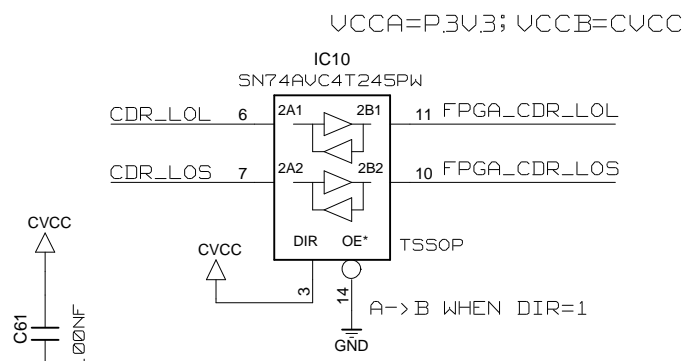 VCCA=P3V3; VCCB=CVCC
IC10
SN74AVC4T245PW
CDR_LOL 6 2A1 2B1 11 FPGA_CDR_LOL
CDR_LOS 7 2A2 2B2 10 FPGA_CDR_LOS
DIR OE* TSSOP
CVCC
CVCC
3 14 A->B WHEN DIR=1
GND
C61